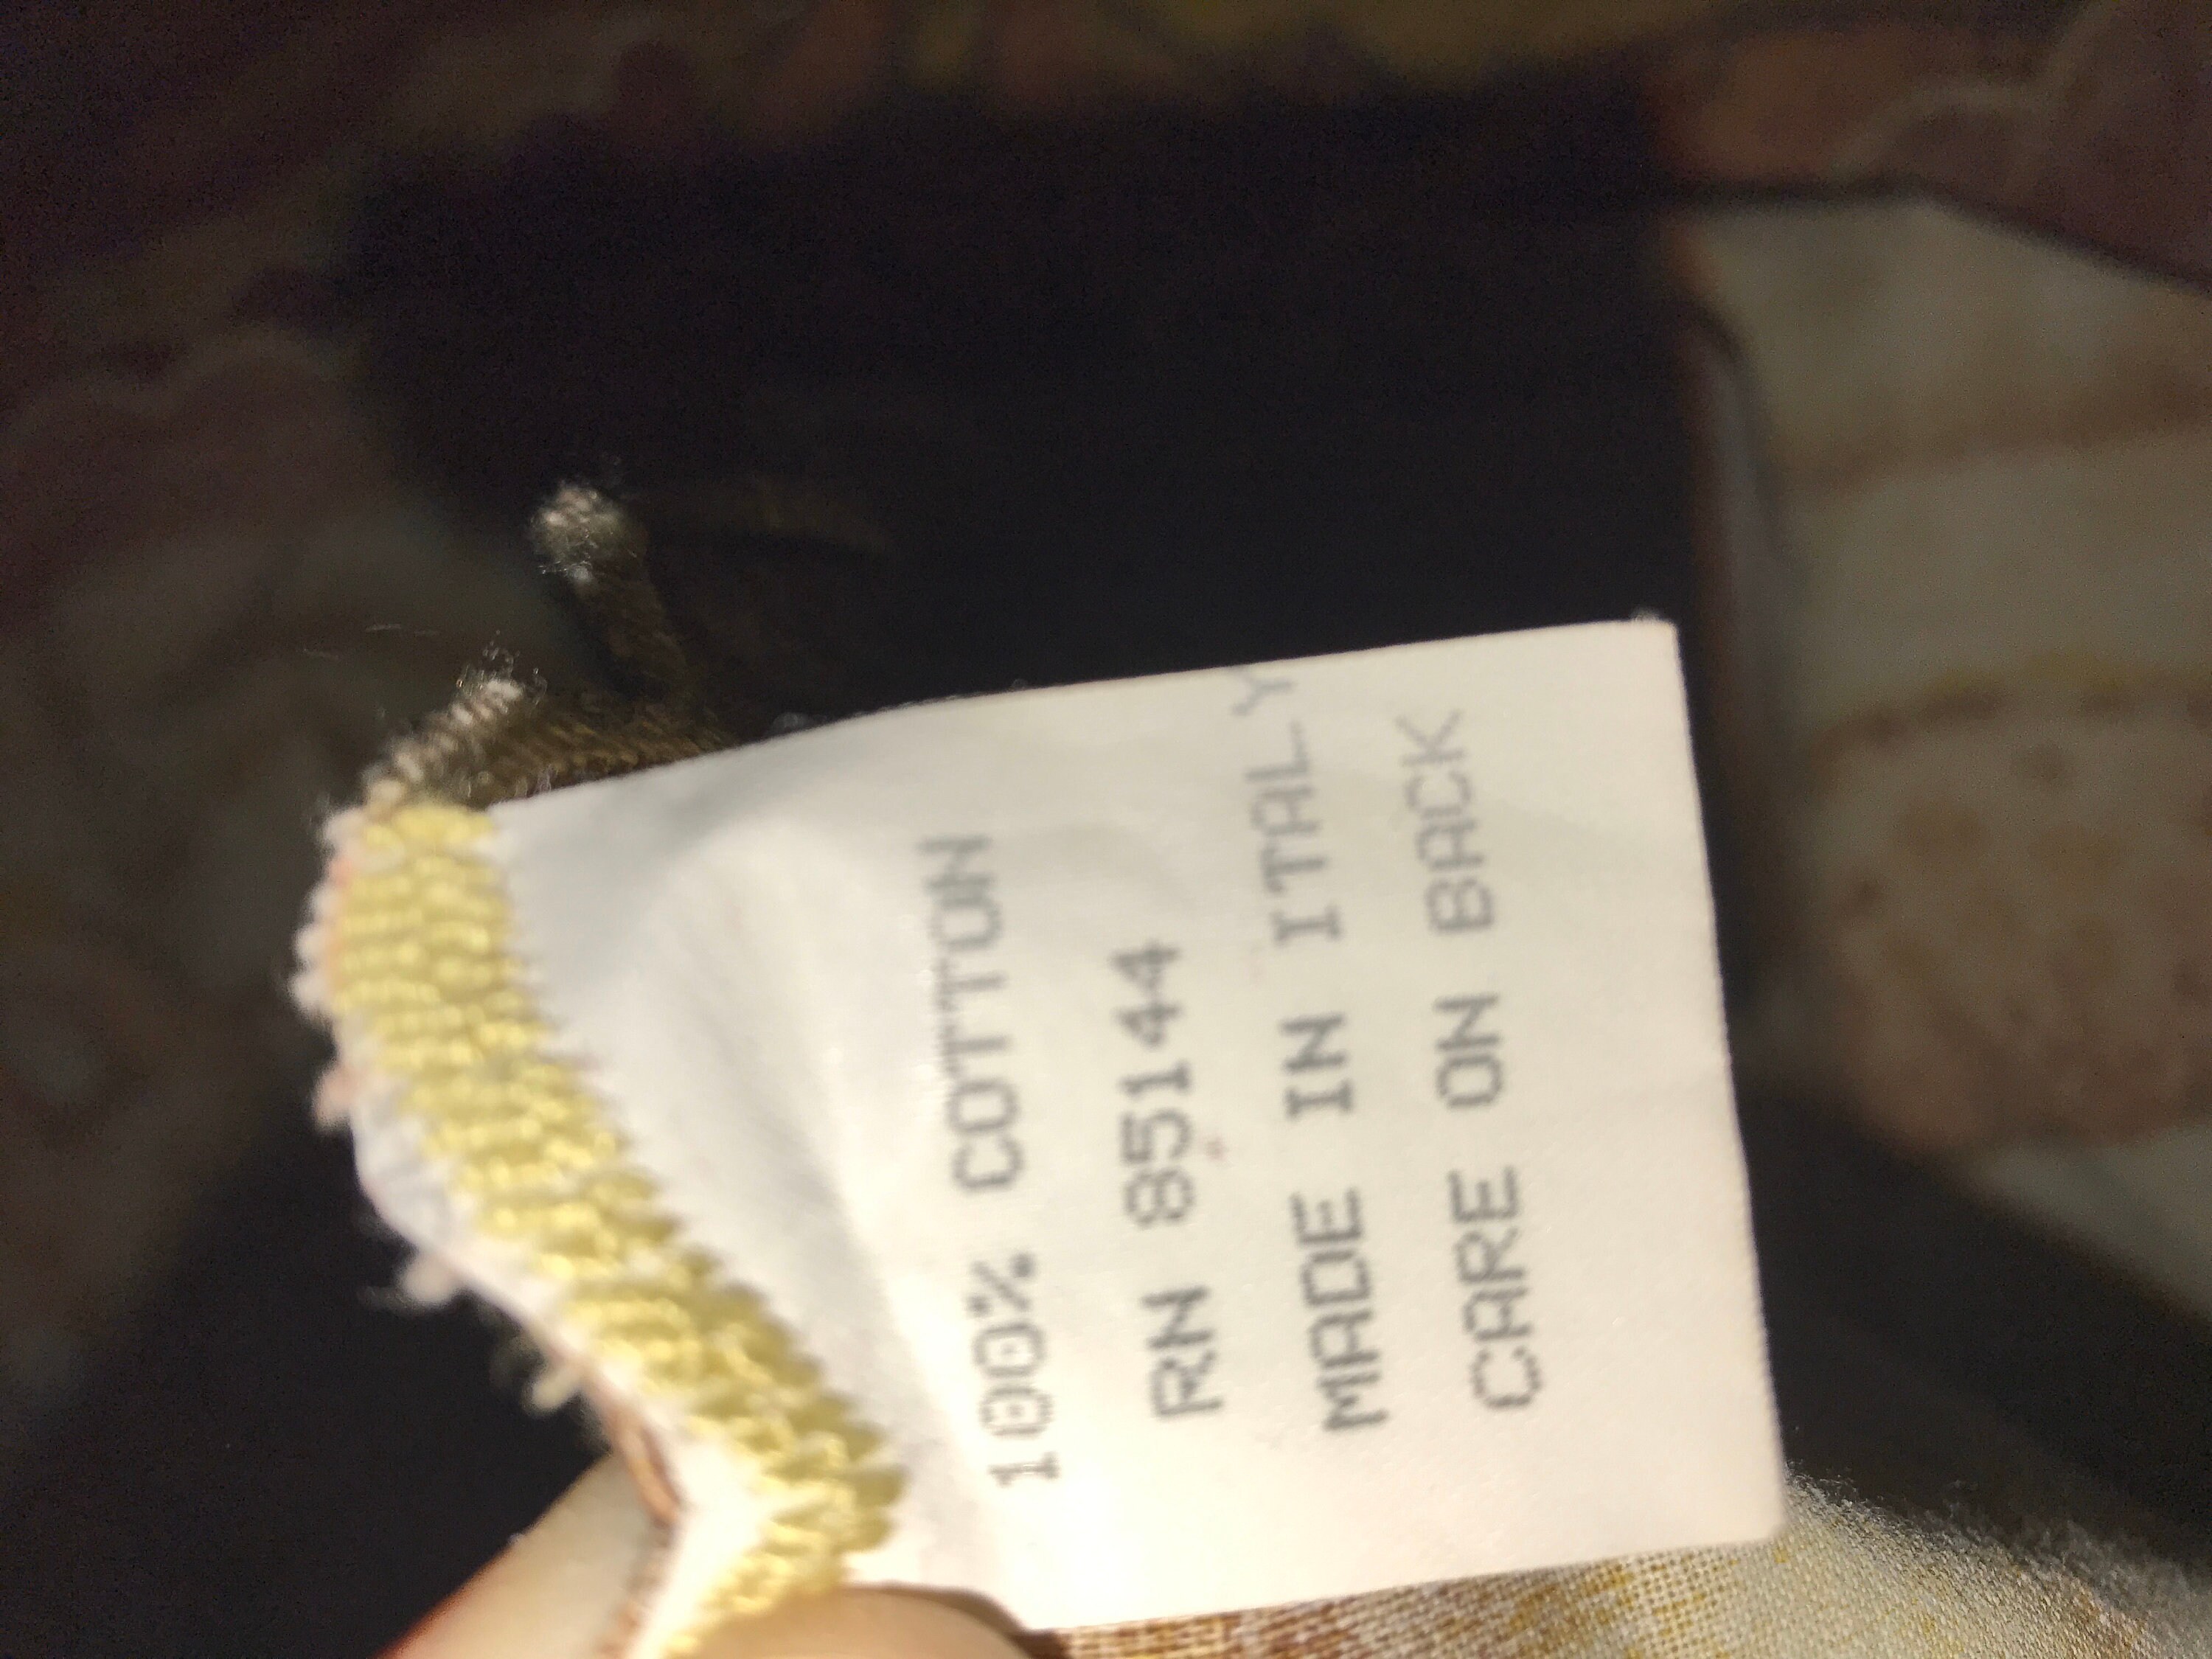 100% COTTON
RN 85144
MADE IN ITALY
CARE ON BACK